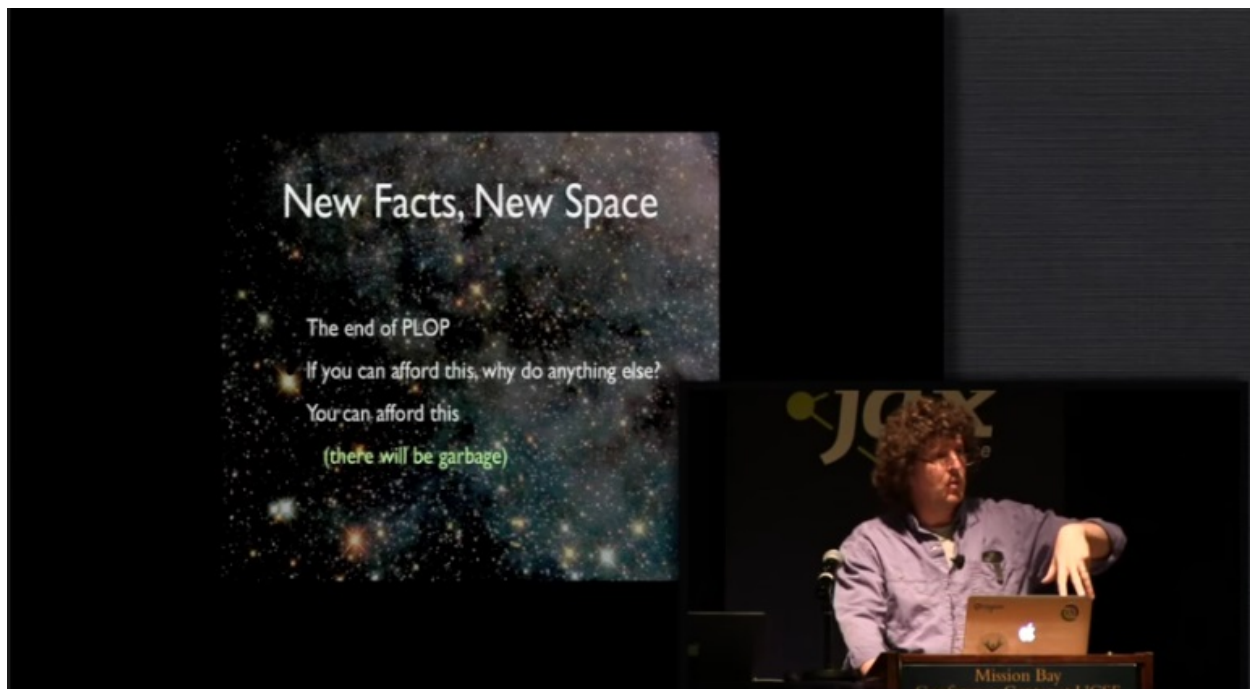 New Facts, New Space
The end of PLOP
If you can afford this, why do anything else?
You can afford this
(there will be garbage)
jax
Mission Bay